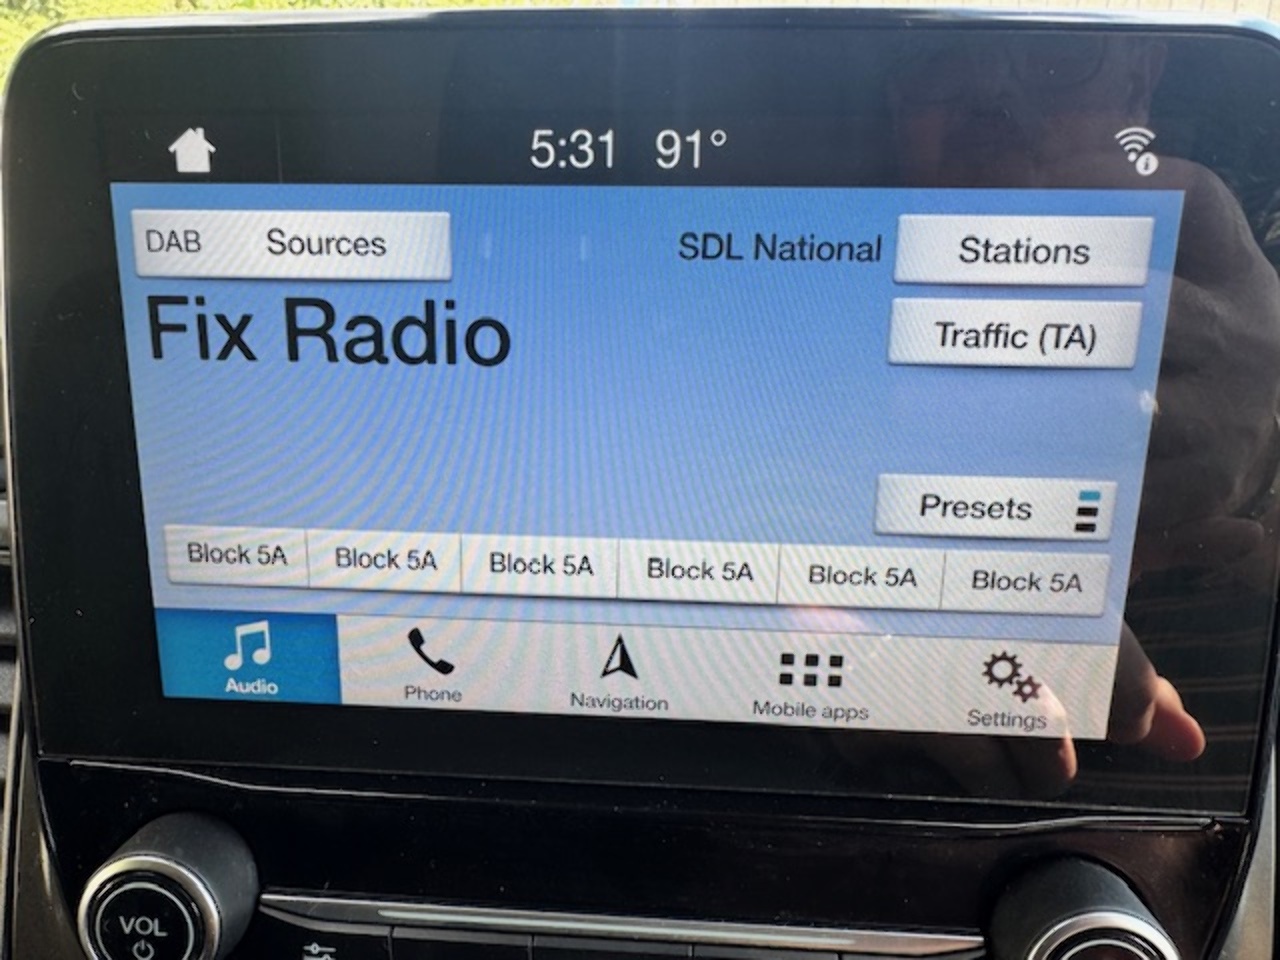 5:31 91°
DAB Sources
SDL National
Stations
Fix Radio
Traffic (TA)
Presets
Block 5A Block 5A Block 5A Block 5A Block 5A Block 5A
Audio Phone Navigation Mobile apps Settings
VOL